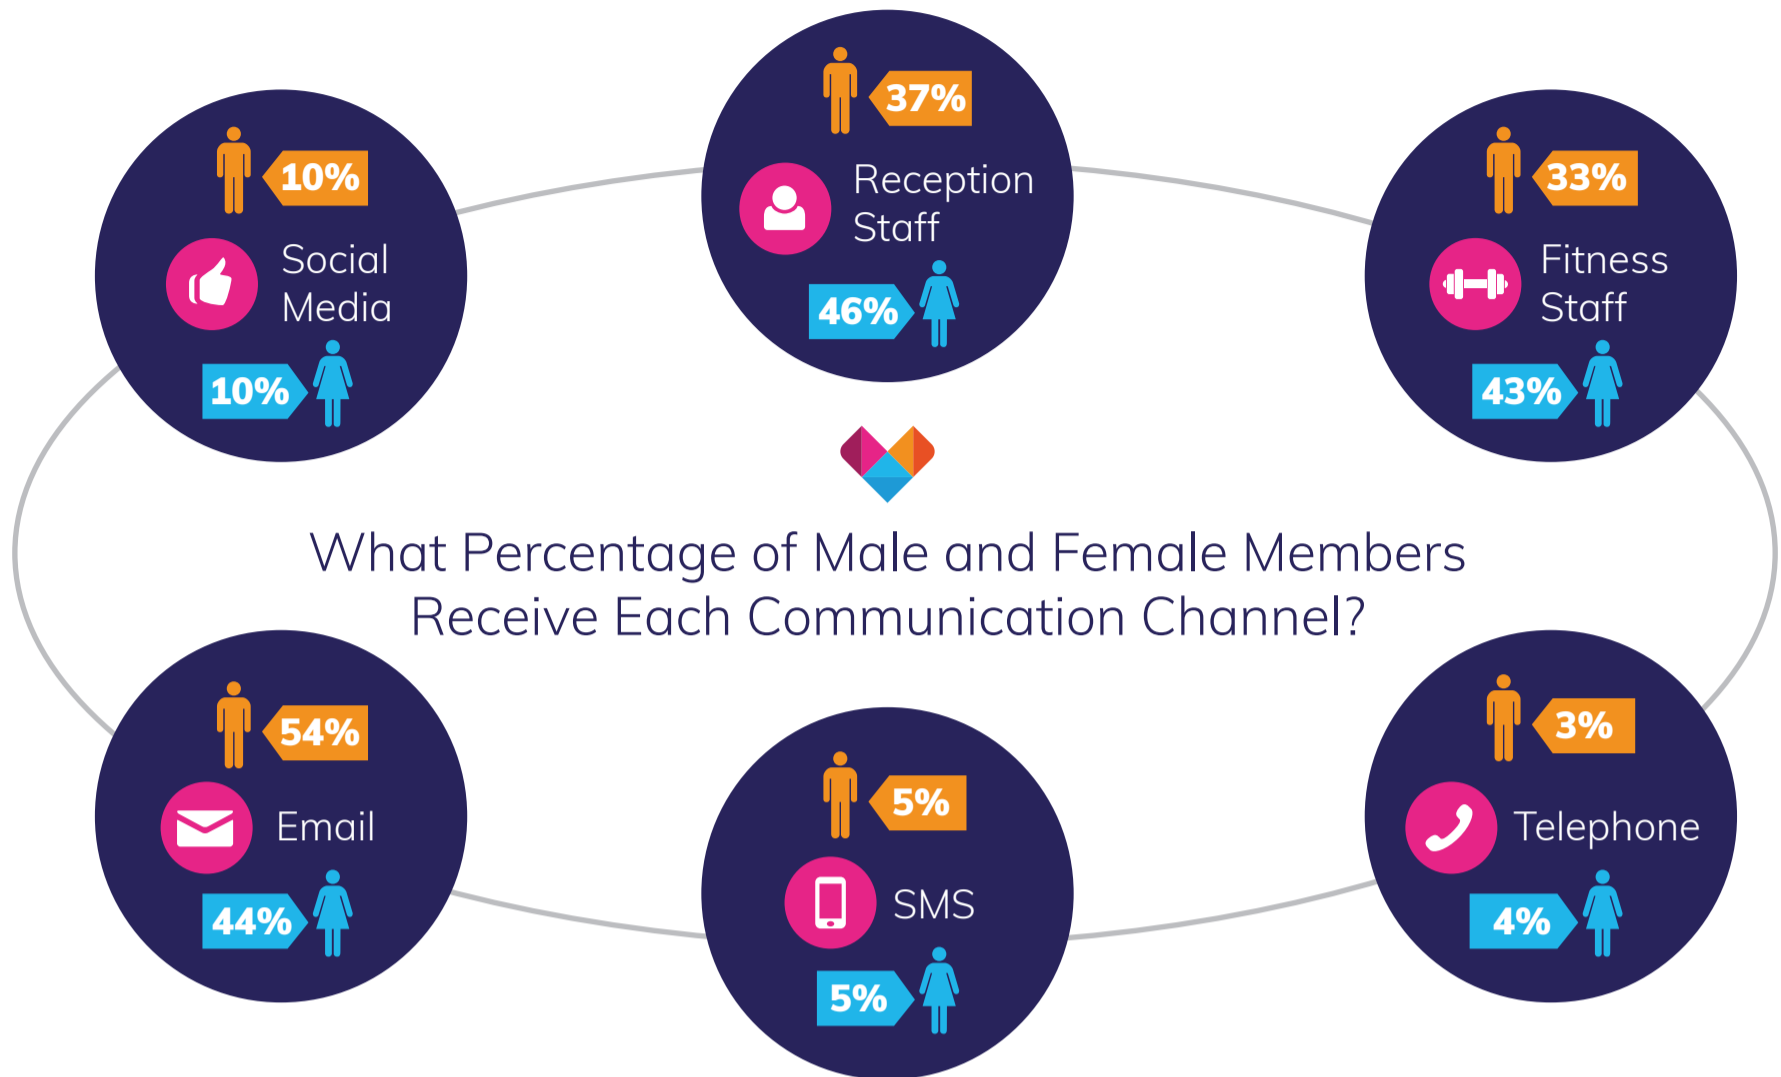 37%
Reception
Staff
46%
10%
Social
Media
10%
33%
Fitness
Staff
43%
What Percentage of Male and Female Members
Receive Each Communication Channel?
54%
Email
44%
5%
SMS
5%
3%
Telephone
4%